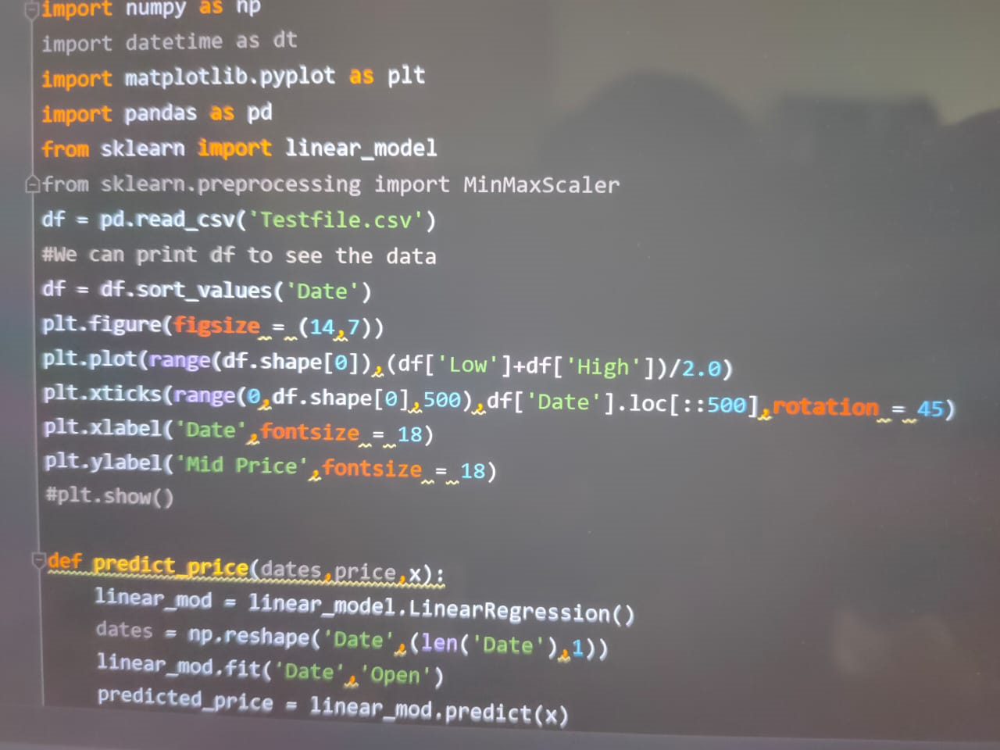 import numpy as np
import datetime as dt
import matplotlib.pyplot as plt
import pandas as pd
from sklearn import linear_model
from sklearn.preprocessing import MinMaxScaler
df = pd.read_csv('Testfile.csv')
#We can print df to see the data
df = df.sort_values('Date')
plt.figure(figsize = (14,7))
plt.plot(range(df.shape[0]),(df['Low']+df['High'])/2.0)
plt.xticks(range(0,df.shape[0],500),df['Date'].loc[::500],rotation = 45)
plt.xlabel('Date',fontsize = 18)
plt.ylabel('Mid Price',fontsize = 18)
#plt.show()
def predict_price(dates,price,x):
    linear_mod = linear_model.LinearRegression()
    dates = np.reshape('Date',(len('Date'),1))
    linear_mod.fit('Date','Open')
    predicted_price = linear_mod.predict(x)